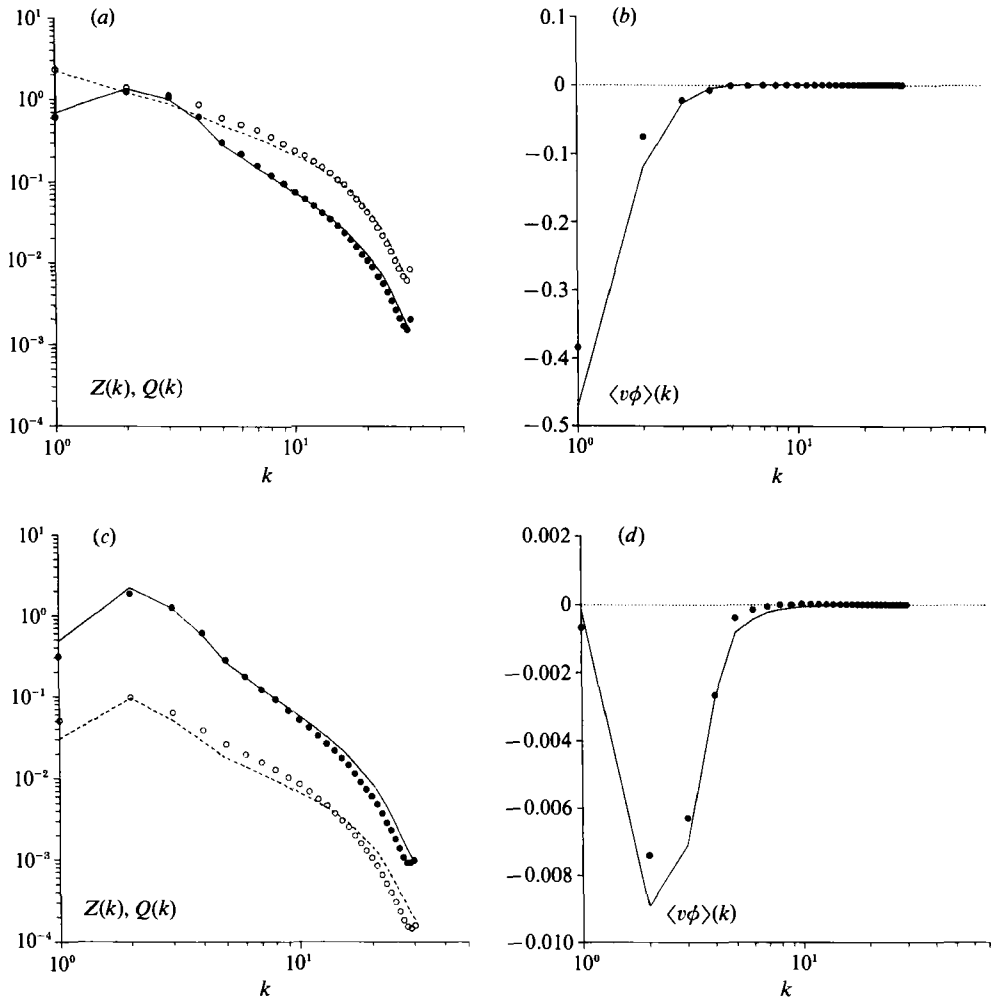 (a)
10¹
10⁰
10⁻¹
10⁻²
10⁻³
10⁻⁴
Z(k), Q(k)
10⁰
10¹
k
(b)
0.1
0
−0.1
−0.2
−0.3
−0.4
−0.5
⟨vϕ⟩(k)
10⁰
10¹
k
(c)
10¹
10⁰
10⁻¹
10⁻²
10⁻³
10⁻⁴
Z(k), Q(k)
10⁰
10¹
k
(d)
0.002
0
−0.002
−0.004
−0.006
−0.008
−0.010
⟨vϕ⟩(k)
10⁰
10¹
k